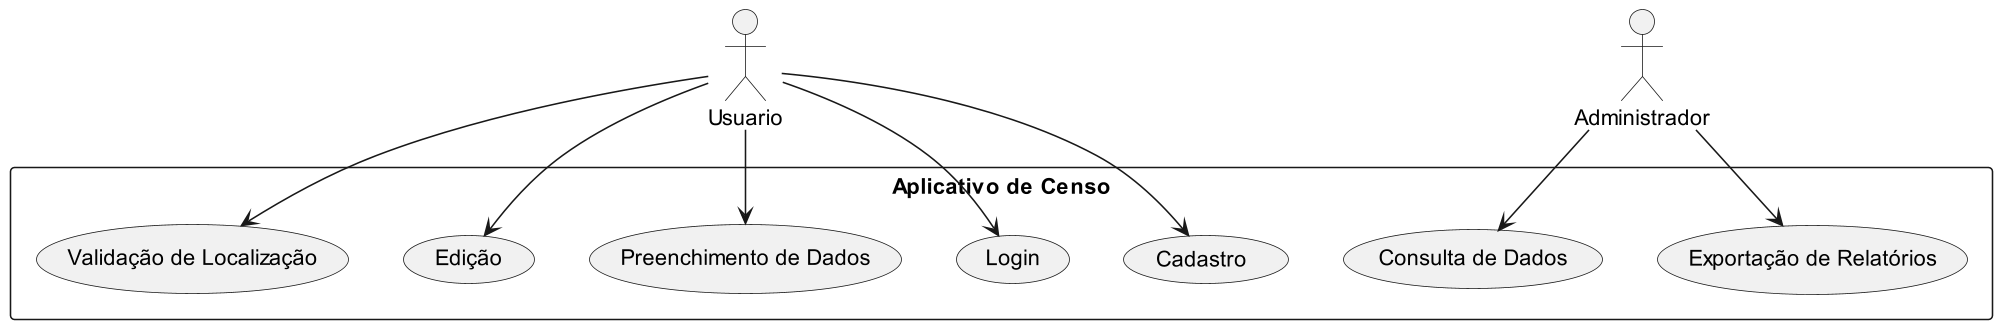 Usuario
Administrador
Aplicativo de Censo
Validação de Localização
Edição
Preenchimento de Dados
Login
Cadastro
Consulta de Dados
Exportação de Relatórios